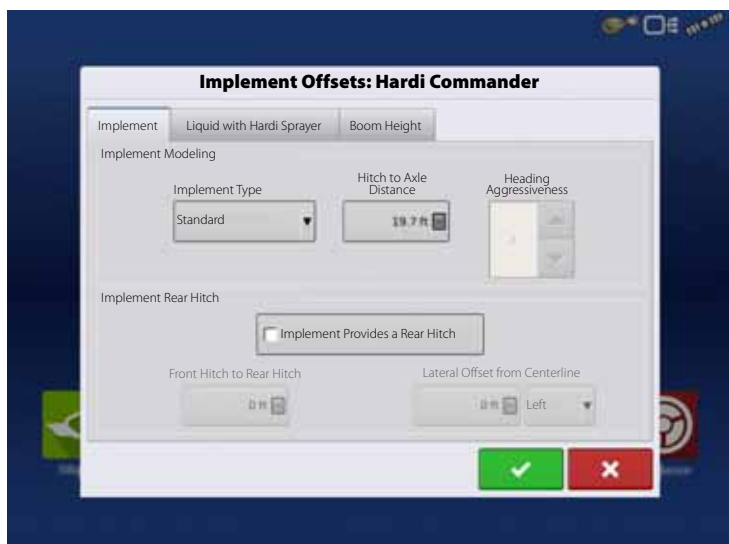 Implement Offsets: Hardi Commander
Implement Liquid with Hardi Sprayer Boom Height
Implement Modeling
Implement Type
Hitch to Axle
Distance
Heading
Aggressiveness
Standard
19.7 ft
Implement Rear Hitch
Implement Provides a Rear Hitch
Front Hitch to Rear Hitch
Lateral Offset from Centerline
0 ft
0 ft Left